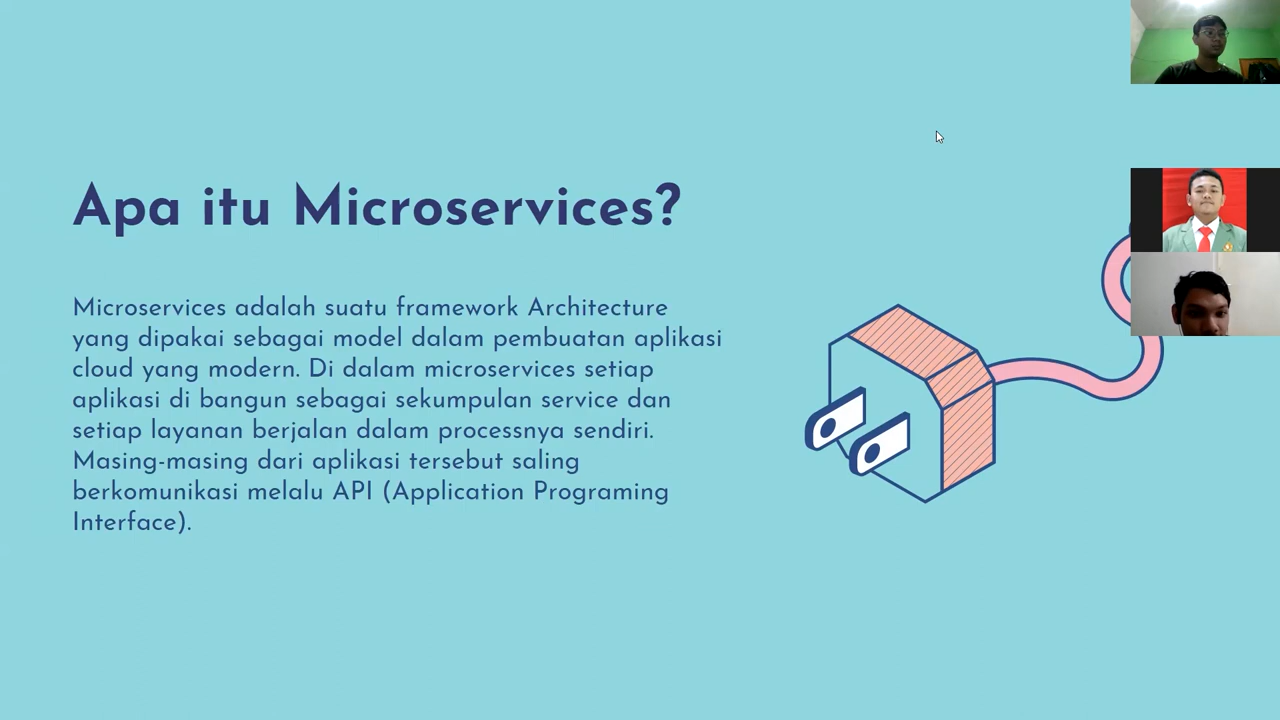 Apa itu Microservices?
Microservices adalah suatu framework Architecture
yang dipakai sebagai model dalam pembuatan aplikasi
cloud yang modern. Di dalam microservices setiap
aplikasi di bangun sebagai sekumpulan service dan
setiap layanan berjalan dalam processnya sendiri.
Masing-masing dari aplikasi tersebut saling
berkomunikasi melalu API (Application Programing
Interface).